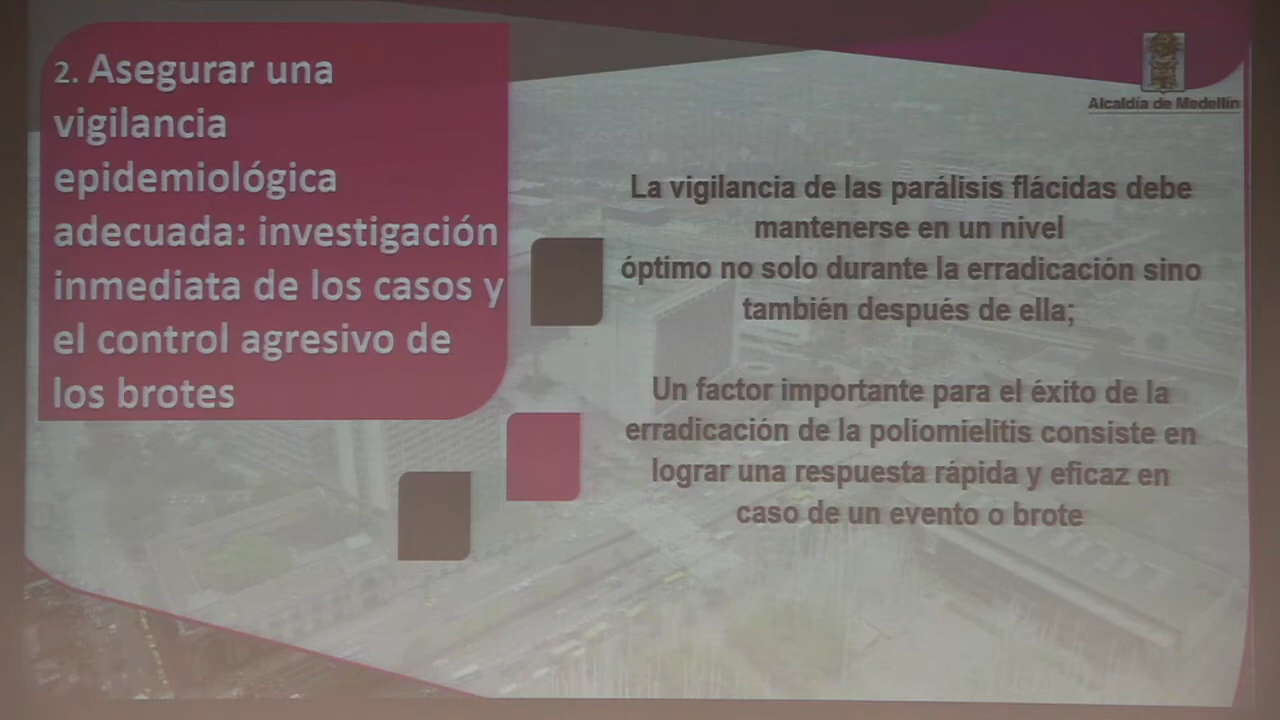 2. Asegurar una
vigilancia
epidemiológica
adecuada: investigación
inmediata de los casos y
el control agresivo de
los brotes
Alcaldía de Medellín
La vigilancia de las parálisis flácidas debe
mantenerse en un nivel
óptimo no solo durante la erradicación sino
también después de ella;
Un factor importante para el éxito de la
erradicación de la poliomielitis consiste en
lograr una respuesta rápida y eficaz en
caso de un evento o brote